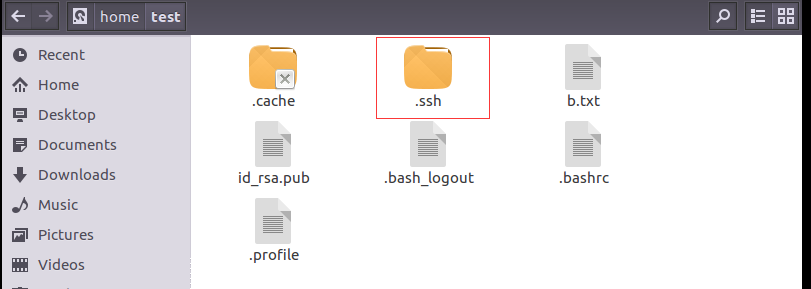 home test
Recent
Home
Desktop
Documents
Downloads
Music
Pictures
Videos
.cache .ssh b.txt
id_rsa.pub .bash_logout .bashrc
.profile